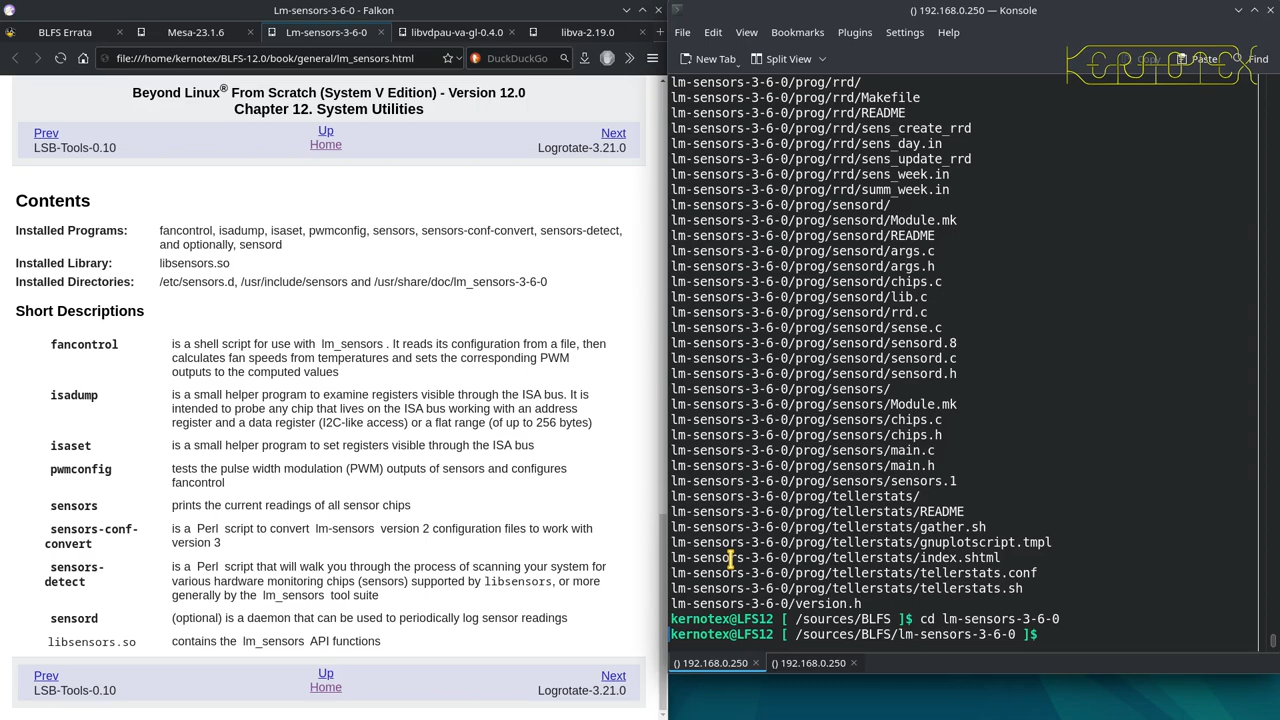 Lm-sensors-3-6-0 - Falkon
BLFS Errata
Mesa-23.1.6
Lm-sensors-3-6-0
libvdpau-va-gl-0.4.0
libva-2.19.0
file:///home/kernotex/BLFS-12.0/book/general/lm_sensors.html
DuckDuckGo
Beyond Linux® From Scratch (System V Edition) - Version 12.0
Chapter 12. System Utilities
Prev
Up
Next
LSB-Tools-0.10
Home
Logrotate-3.21.0
Contents
Installed Programs: fancontrol, isadump, isaset, pwmconfig, sensors, sensors-conf-convert, sensors-detect,
and optionally, sensord
Installed Library: libsensors.so
Installed Directories: /etc/sensors.d, /usr/include/sensors and /usr/share/doc/lm_sensors-3-6-0
Short Descriptions
fancontrol is a shell script for use with lm_sensors . It reads its configuration from a file, then
calculates fan speeds from temperatures and sets the corresponding PWM
outputs to the computed values
isadump is a small helper program to examine registers visible through the ISA bus. It is
intended to probe any chip that lives on the ISA bus working with an address
register and a data register (I2C-like access) or a flat range (of up to 256 bytes)
isaset is a small helper program to set registers visible through the ISA bus
pwmconfig tests the pulse width modulation (PWM) outputs of sensors and configures
fancontrol
sensors prints the current readings of all sensor chips
sensors-conf- is a Perl script to convert lm-sensors version 2 configuration files to work with
convert version 3
sensors- is a Perl script that will walk you through the process of scanning your system for
detect various hardware monitoring chips (sensors) supported by libsensors, or more
generally by the lm_sensors tool suite
sensord (optional) is a daemon that can be used to periodically log sensor readings
libsensors.so contains the lm_sensors API functions
Prev
Up
Next
LSB-Tools-0.10
Home
Logrotate-3.21.0
() 192.168.0.250 — Konsole
File Edit View Bookmarks Plugins Settings Help
New Tab Split View Copy Paste Find
KernoteX
lm-sensors-3-6-0/prog/rrd/
lm-sensors-3-6-0/prog/rrd/Makefile
lm-sensors-3-6-0/prog/rrd/README
lm-sensors-3-6-0/prog/rrd/sens_create_rrd
lm-sensors-3-6-0/prog/rrd/sens_day.in
lm-sensors-3-6-0/prog/rrd/sens_update_rrd
lm-sensors-3-6-0/prog/rrd/sens_week.in
lm-sensors-3-6-0/prog/rrd/summ_week.in
lm-sensors-3-6-0/prog/sensord/
lm-sensors-3-6-0/prog/sensord/Module.mk
lm-sensors-3-6-0/prog/sensord/README
lm-sensors-3-6-0/prog/sensord/args.c
lm-sensors-3-6-0/prog/sensord/args.h
lm-sensors-3-6-0/prog/sensord/chips.c
lm-sensors-3-6-0/prog/sensord/lib.c
lm-sensors-3-6-0/prog/sensord/rrd.c
lm-sensors-3-6-0/prog/sensord/sense.c
lm-sensors-3-6-0/prog/sensord/sensord.8
lm-sensors-3-6-0/prog/sensord/sensord.c
lm-sensors-3-6-0/prog/sensord/sensord.h
lm-sensors-3-6-0/prog/sensors/
lm-sensors-3-6-0/prog/sensors/Module.mk
lm-sensors-3-6-0/prog/sensors/chips.c
lm-sensors-3-6-0/prog/sensors/chips.h
lm-sensors-3-6-0/prog/sensors/main.c
lm-sensors-3-6-0/prog/sensors/main.h
lm-sensors-3-6-0/prog/sensors/sensors.1
lm-sensors-3-6-0/prog/tellerstats/
lm-sensors-3-6-0/prog/tellerstats/README
lm-sensors-3-6-0/prog/tellerstats/gather.sh
lm-sensors-3-6-0/prog/tellerstats/gnuplotscript.tmpl
lm-sensors-3-6-0/prog/tellerstats/index.shtml
lm-sensors-3-6-0/prog/tellerstats/tellerstats.conf
lm-sensors-3-6-0/prog/tellerstats/tellerstats.sh
lm-sensors-3-6-0/version.h
kernotex@LFS12 [ /sources/BLFS ]$ cd lm-sensors-3-6-0
kernotex@LFS12 [ /sources/BLFS/lm-sensors-3-6-0 ]$
() 192.168.0.250
() 192.168.0.250